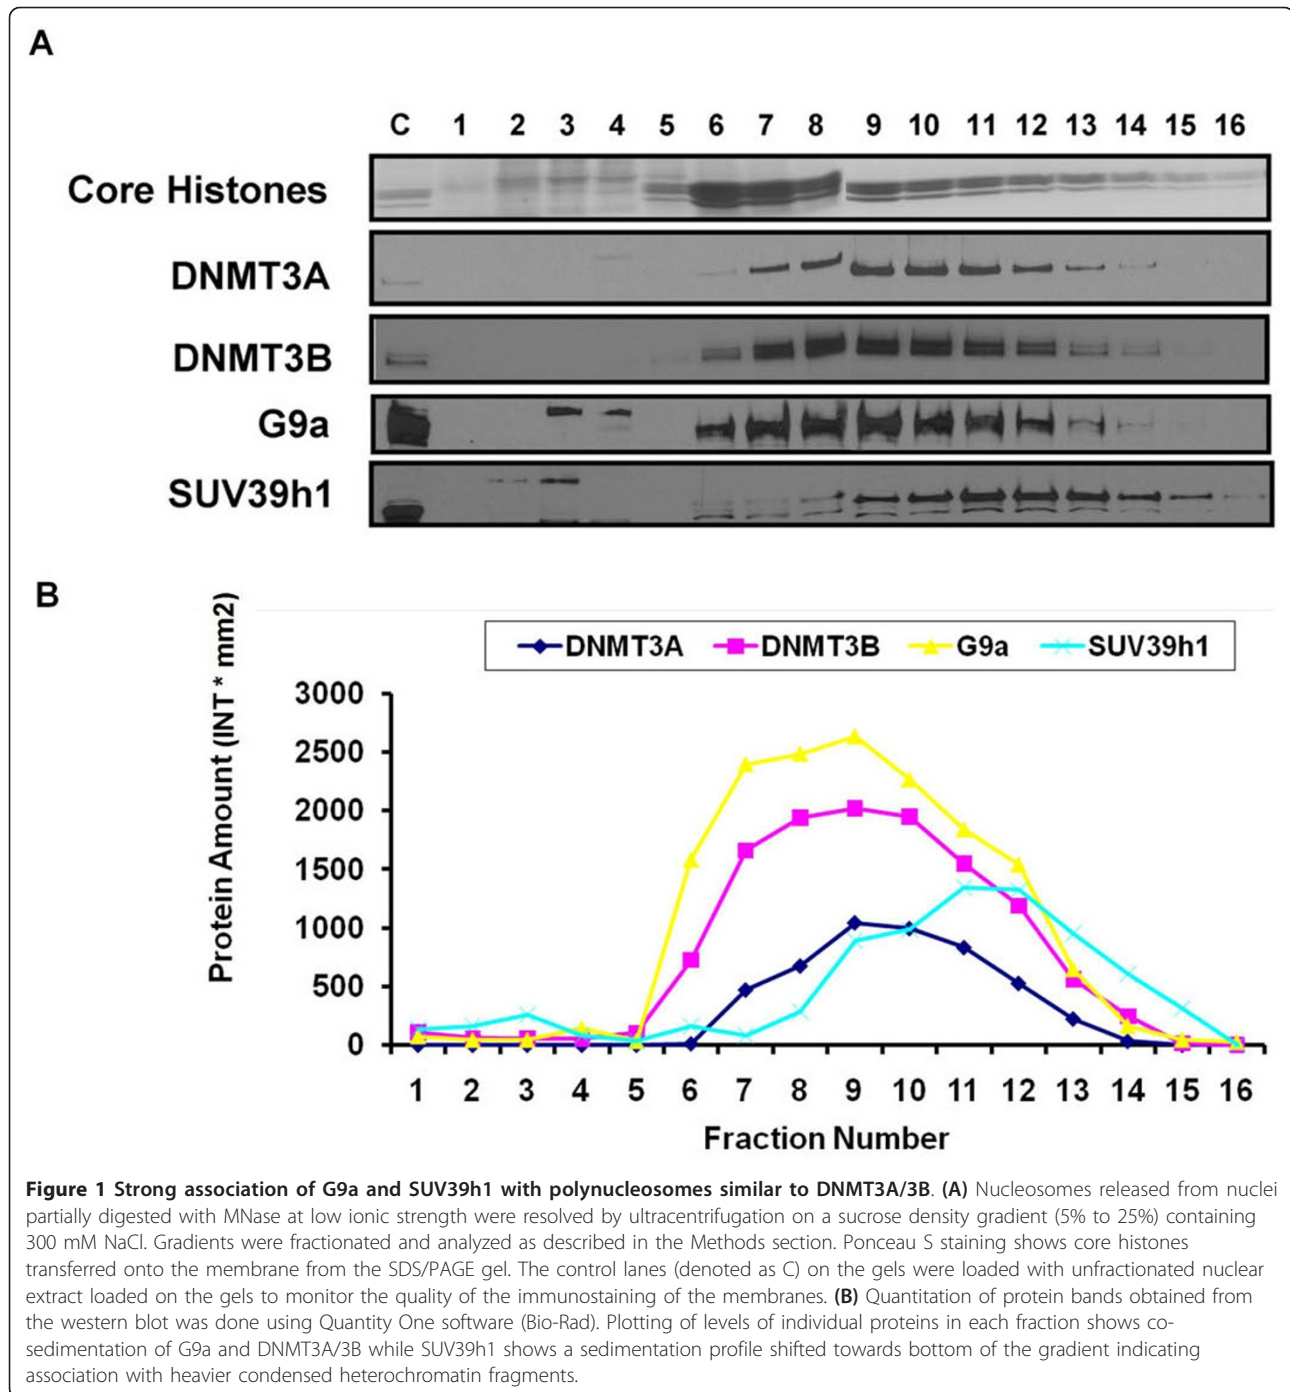 A
C 1 2 3 4 5 6 7 8 9 10 11 12 13 14 15 16
Core Histones
DNMT3A
DNMT3B
G9a
SUV39h1
B
Protein Amount (INT * mm2)
DNMT3A DNMT3B G9a SUV39h1
3000
2500
2000
1500
1000
500
0
1 2 3 4 5 6 7 8 9 10 11 12 13 14 15 16
Fraction Number
Figure 1 Strong association of G9a and SUV39h1 with polynucleosomes similar to DNMT3A/3B. (A) Nucleosomes released from nuclei
partially digested with MNase at low ionic strength were resolved by ultracentrifugation on a sucrose density gradient (5% to 25%) containing
300 mM NaCl. Gradients were fractionated and analyzed as described in the Methods section. Ponceau S staining shows core histones
transferred onto the membrane from the SDS/PAGE gel. The control lanes (denoted as C) on the gels were loaded with unfractionated nuclear
extract loaded on the gels to monitor the quality of the immunostaining of the membranes. (B) Quantitation of protein bands obtained from
the western blot was done using Quantity One software (Bio-Rad). Plotting of levels of individual proteins in each fraction shows co-
sedimentation of G9a and DNMT3A/3B while SUV39h1 shows a sedimentation profile shifted towards bottom of the gradient indicating
association with heavier condensed heterochromatin fragments.